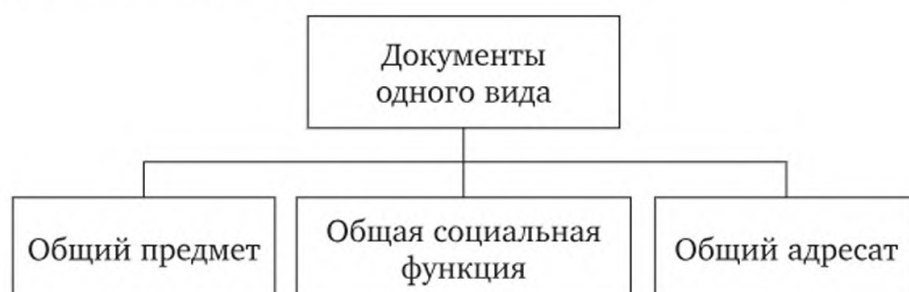 Документы
одного вида
Общий предмет
Общая социальная
функция
Общий адресат